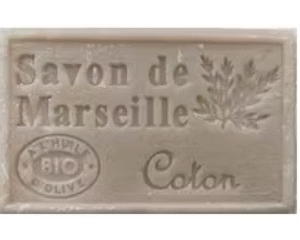 Savon de
Marseille
A L'HUILE
BIO
D'OLIVE
Coton